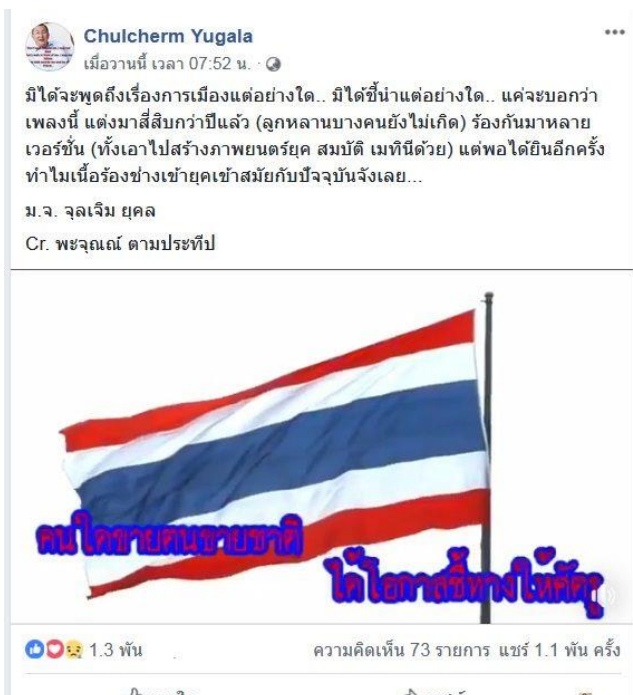 Chulcherm Yugala
เมื่อวานนี้ เวลา 07:52 น. ·
มิได้จะพูดถึงเรื่องการเมืองแต่อย่างใด.. มิได้ชี้นำแต่อย่างใด.. แค่จะบอกว่า
เพลงนี้ แต่งมาสี่สิบกว่าปีแล้ว (ลูกหลานบางคนยังไม่เกิด) ร้องกันมาหลาย
เวอร์ชั่น (ทั้งเอาไปสร้างภาพยนตร์ยุค สมบัติ เมทินีด้วย) แต่พอได้ยินอีกครั้ง
ทำไมเนื้อร้องช่างเข้ายุคเข้าสมัยกับปัจจุบันจังเลย...
ม.จ. จุลเจิม ยุคล
Cr. พะจุณณ์ ตามประทีป
คนใดขายตนขายชาติ
ได้โอกาสชี้ทางให้ศัตรู
1.3 พัน
ความคิดเห็น 73 รายการ แชร์ 1.1 พัน ครั้ง